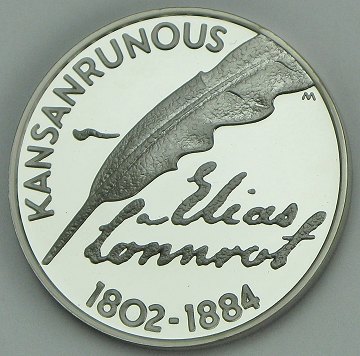 KANSANRUNOUS
M
Elias
Lönnrot
1802-1884